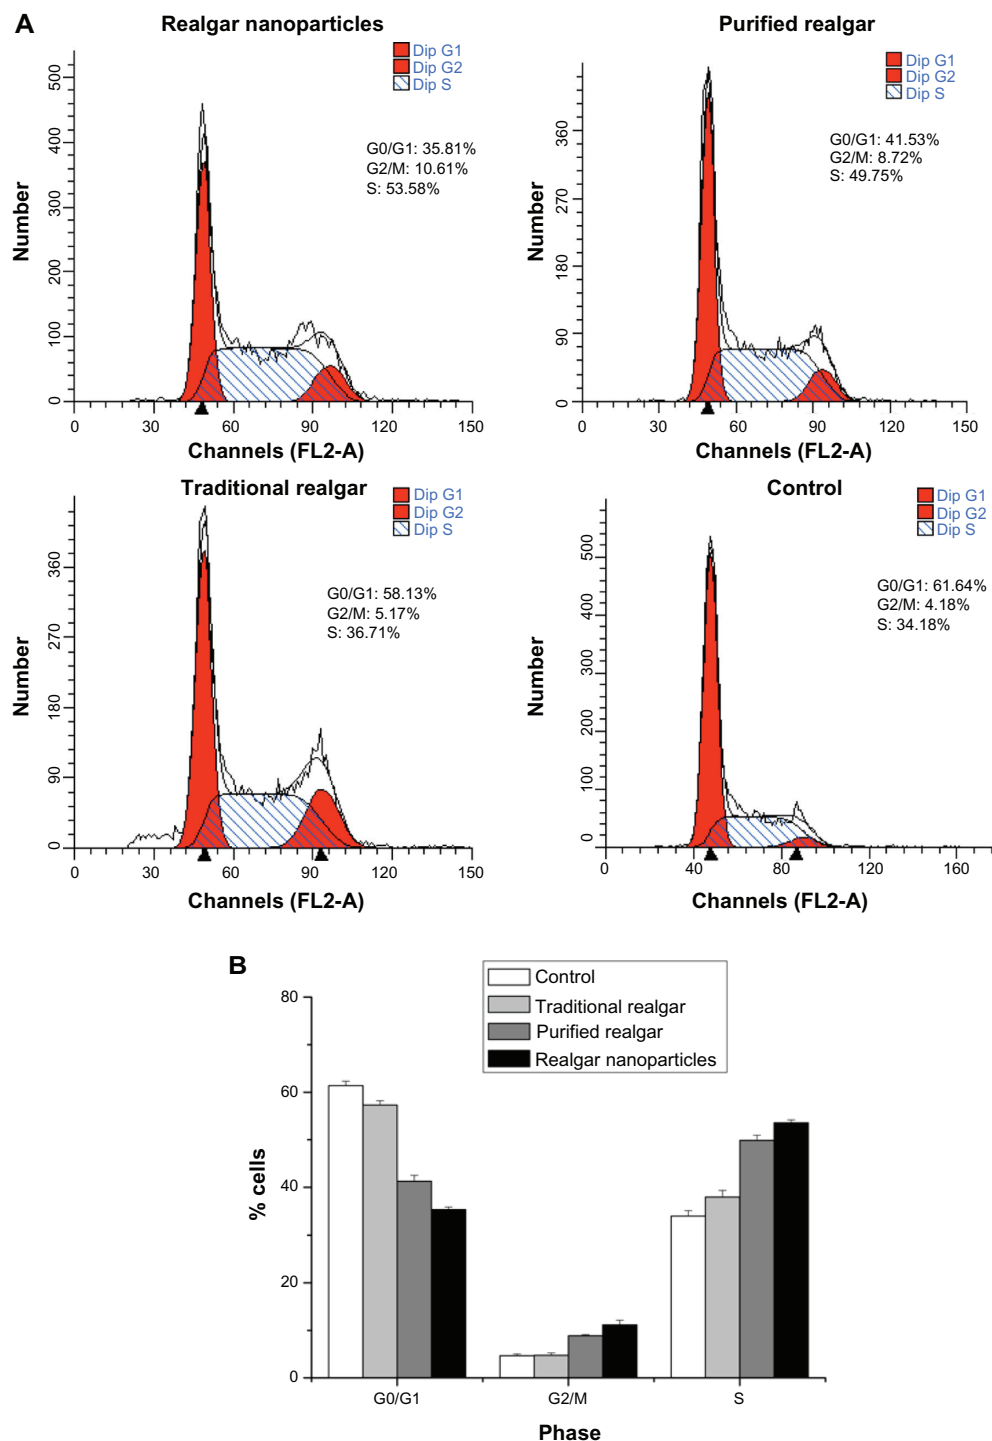 A
Realgar nanoparticles
Dip G1
Dip G2
Dip S
G0/G1: 35.81%
G2/M: 10.61%
S: 53.58%
Number
500
400
300
200
100
0
0 30 60 90 120 150
Channels (FL2-A)
Purified realgar
Dip G1
Dip G2
Dip S
G0/G1: 41.53%
G2/M: 8.72%
S: 49.75%
Number
360
270
180
90
0
0 30 60 90 120 150
Channels (FL2-A)
Traditional realgar
Dip G1
Dip G2
Dip S
G0/G1: 58.13%
G2/M: 5.17%
S: 36.71%
Number
360
270
180
90
0
0 30 60 90 120 150
Channels (FL2-A)
Control
Dip G1
Dip G2
Dip S
G0/G1: 61.64%
G2/M: 4.18%
S: 34.18%
Number
500
400
300
200
100
0
0 40 80 120 160
Channels (FL2-A)
B
Control
Traditional realgar
Purified realgar
Realgar nanoparticles
% cells
80
60
40
20
0
G0/G1 G2/M S
Phase